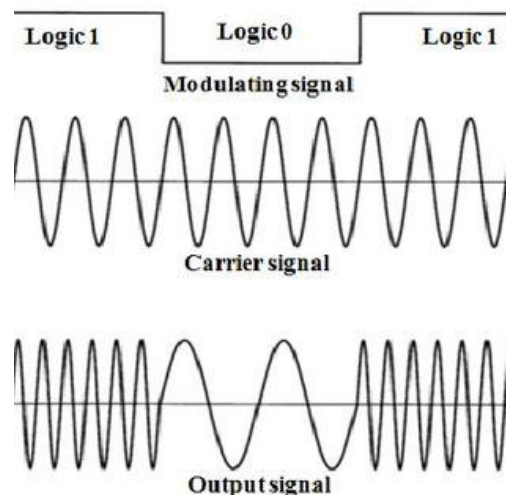 Logic 1 Logic 0 Logic 1
Modulating signal
Carrier signal
Output signal